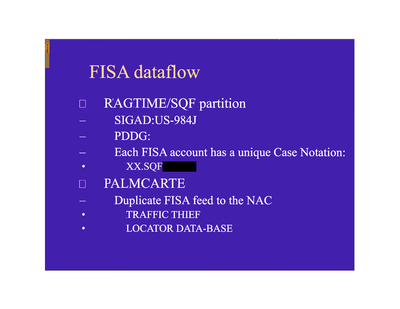 FISA dataflow
RAGTIME/SQF partition
– SIGAD:US-984J
– PDDG:
– Each FISA account has a unique Case Notation:
• XX.SQF
PALMCARTE
– Duplicate FISA feed to the NAC
• TRAFFIC THIEF
• LOCATOR DATA-BASE